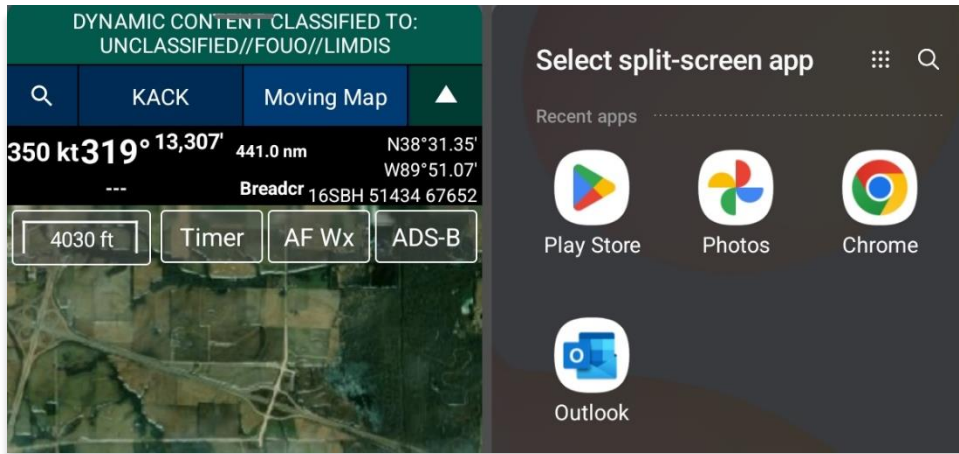 DYNAMIC CONTENT CLASSIFIED TO:
UNCLASSIFIED//FOUO//LIMDIS
KACK
Moving Map
350 kt 319° 13,307' 441.0 nm N38°31.35'
W89°51.07'
--- Breadcr 16SBH 51434 67652
4030 ft
Timer
AF Wx
ADS-B
Select split-screen app
Recent apps
Play Store
Photos
Chrome
Outlook